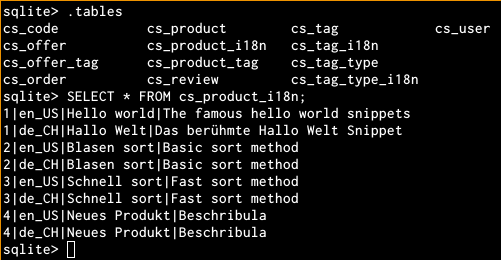 sqlite> .tables
cs_code cs_product cs_tag cs_user
cs_offer cs_product_i18n cs_tag_i18n
cs_offer_tag cs_product_tag cs_tag_type
cs_order cs_review cs_tag_type_i18n
sqlite> SELECT * FROM cs_product_i18n;
1|en_US|Hello world|The famous hello world snippets
1|de_CH|Hallo Welt|Das berühmte Hallo Welt Snippet
2|en_US|Blasen sort|Basic sort method
2|de_CH|Blasen sort|Basic sort method
3|en_US|Schnell sort|Fast sort method
3|de_CH|Schnell sort|Fast sort method
4|en_US|Neues Produkt|Beschribula
4|de_CH|Neues Produkt|Beschribula
sqlite>